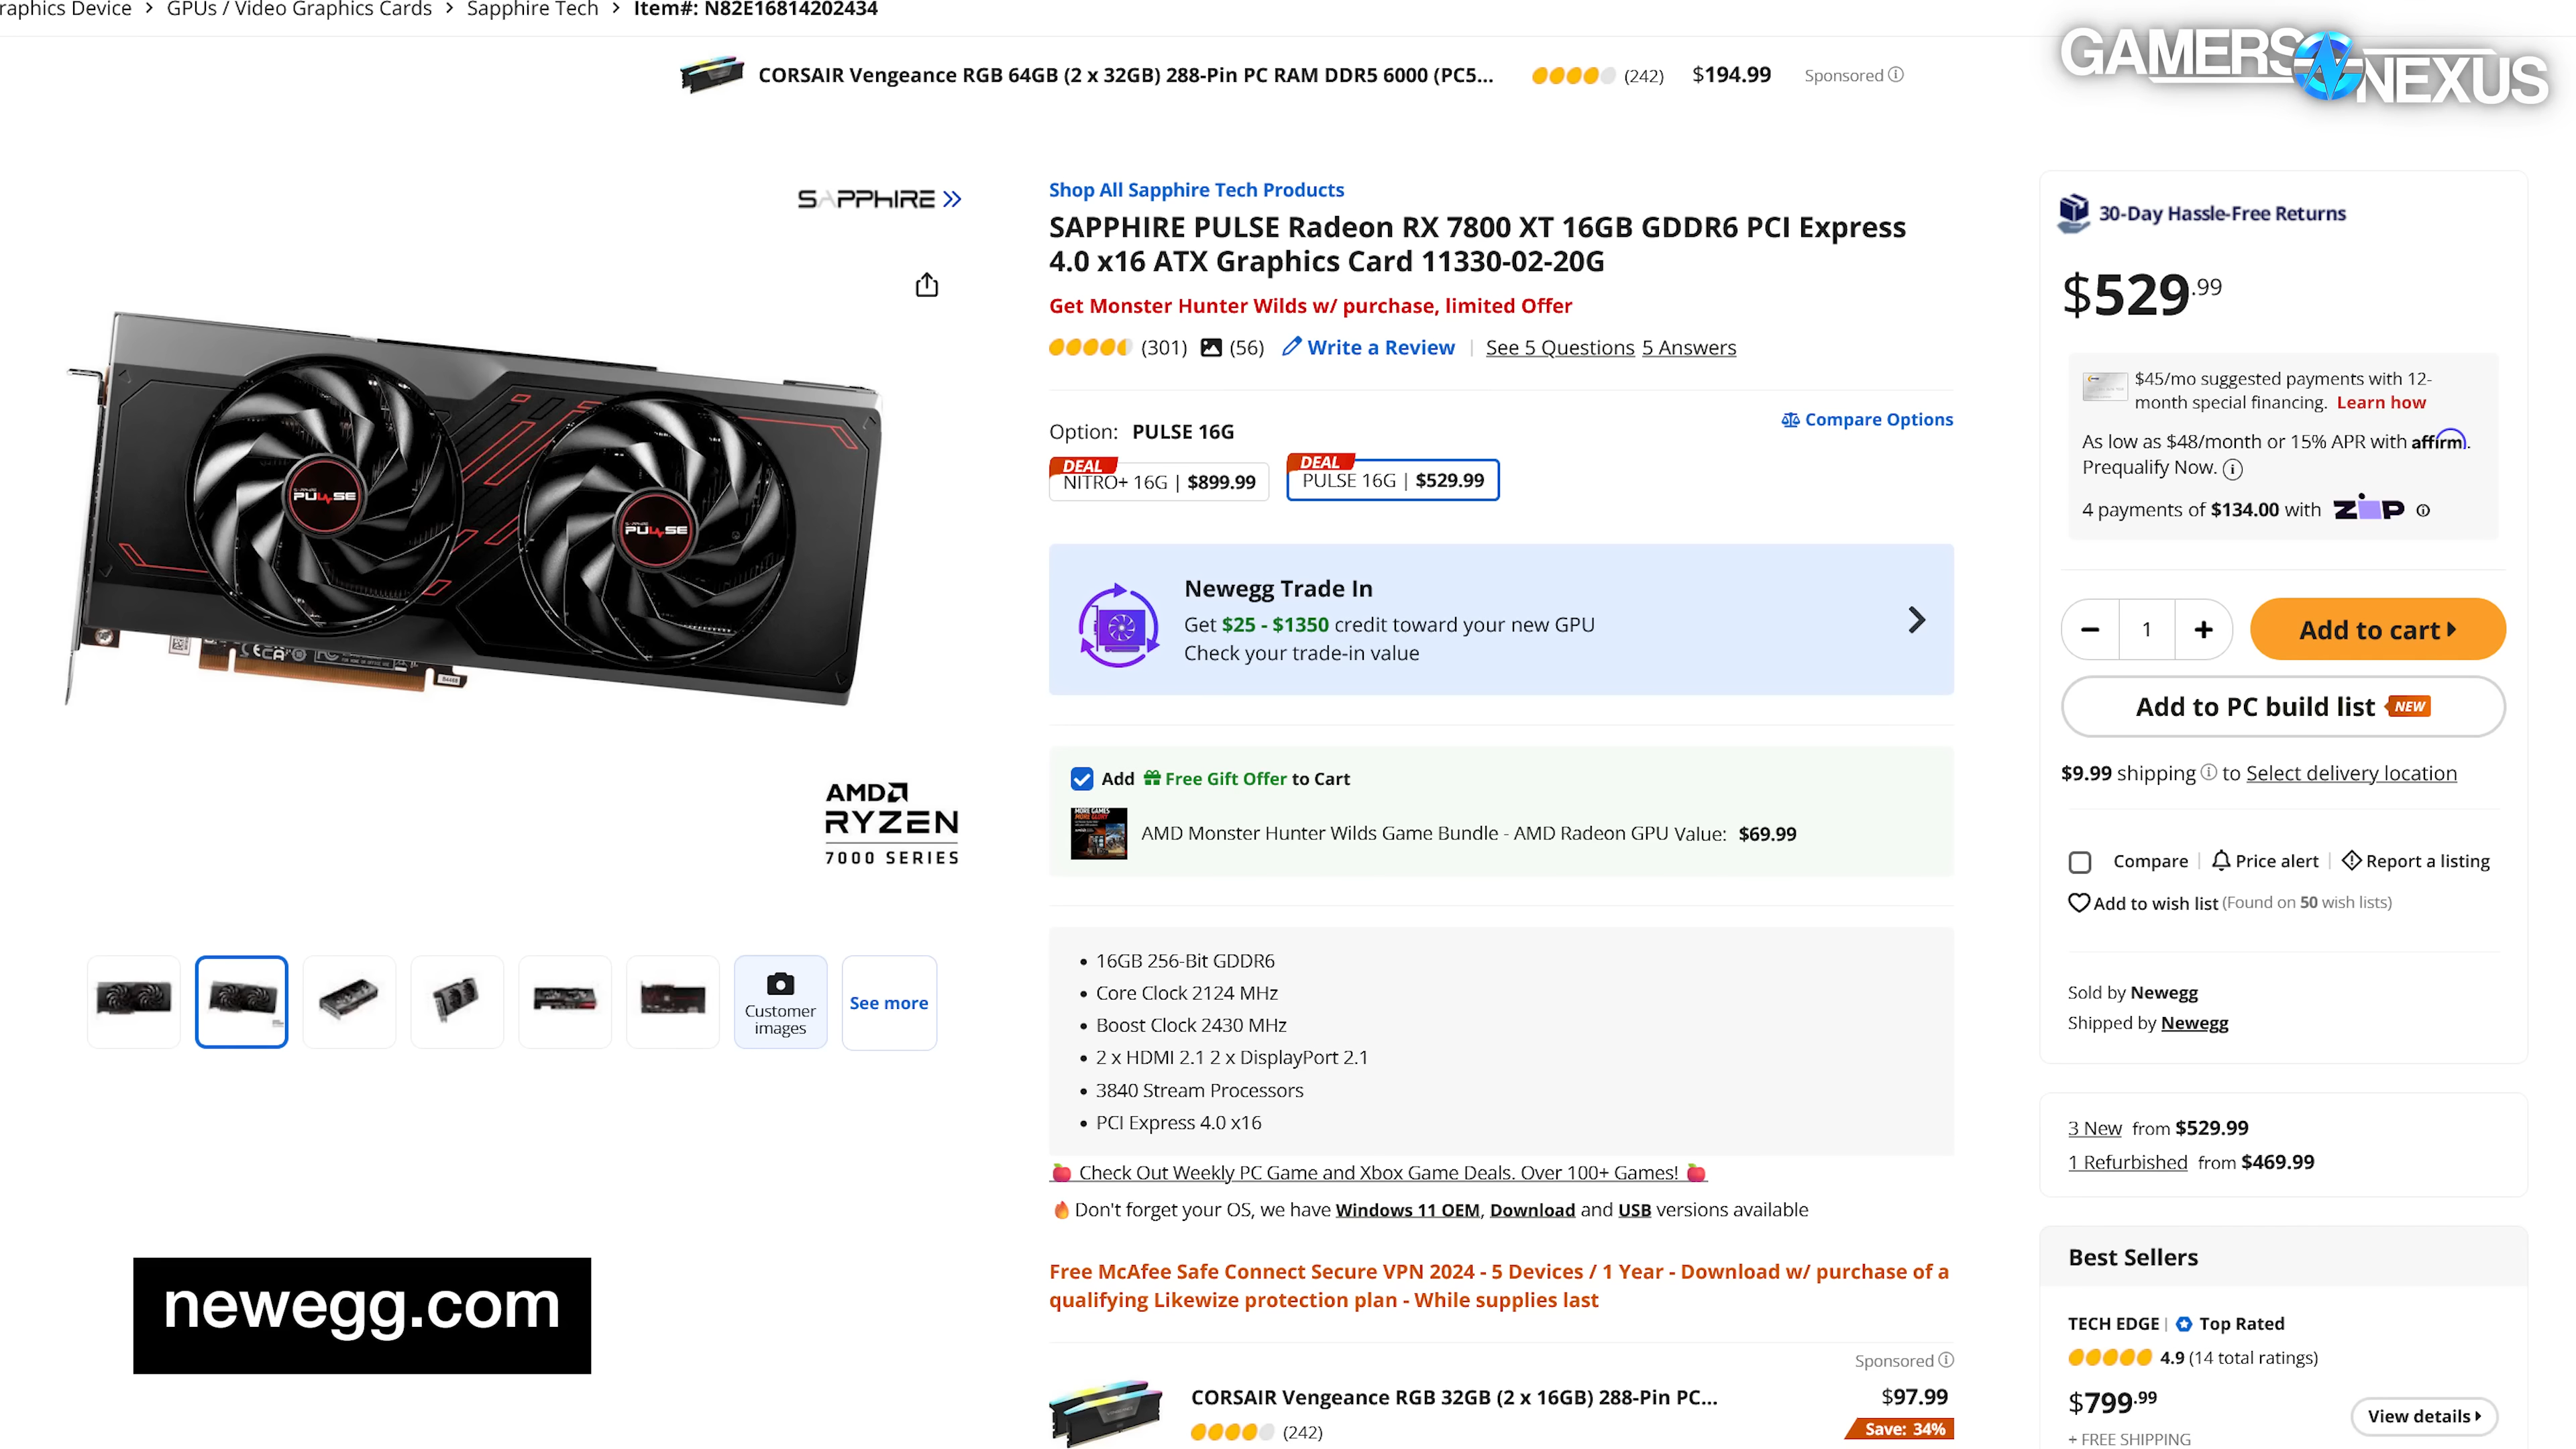 raphics Device > GPUs / Video Graphics Cards > Sapphire Tech > Item#: N82E16814202434
GAMERS NEXUS
CORSAIR Vengeance RGB 64GB (2 x 32GB) 288-Pin PC RAM DDR5 6000 (PC5... (242) $194.99 Sponsored
SAPPHIRE
Shop All Sapphire Tech Products
SAPPHIRE PULSE Radeon RX 7800 XT 16GB GDDR6 PCI Express
4.0 x16 ATX Graphics Card 11330-02-20G
Get Monster Hunter Wilds w/ purchase, limited Offer
(301) (56) Write a Review | See 5 Questions 5 Answers
Compare Options
Option: PULSE 16G
DEAL
NITRO+ 16G | $899.99
DEAL
PULSE 16G | $529.99
SAPPHIRE
PULSE
SAPPHIRE
PULSE
Newegg Trade In
Get $25 - $1350 credit toward your new GPU
Check your trade-in value
Add Free Gift Offer to Cart
MORE GAMES
MORE GLORY
AMD Monster Hunter Wilds Game Bundle - AMD Radeon GPU Value: $69.99
AMD
RYZEN
7000 SERIES
Customer
images
See more
• 16GB 256-Bit GDDR6
• Core Clock 2124 MHz
• Boost Clock 2430 MHz
• 2 x HDMI 2.1 2 x DisplayPort 2.1
• 3840 Stream Processors
• PCI Express 4.0 x16
Check Out Weekly PC Game and Xbox Game Deals. Over 100+ Games!
Don't forget your OS, we have Windows 11 OEM, Download and USB versions available
Free McAfee Safe Connect Secure VPN 2024 - 5 Devices / 1 Year - Download w/ purchase of a
qualifying Likewize protection plan - While supplies last
Sponsored
CORSAIR Vengeance RGB 32GB (2 x 16GB) 288-Pin PC... $97.99
(242) Save: 34%
newegg.com
30-Day Hassle-Free Returns
$529.99
$45/mo suggested payments with 12-
month special financing. Learn how
As low as $48/month or 15% APR with affirm.
Prequalify Now.
4 payments of $134.00 with ZIP
− 1 + Add to cart
Add to PC build list NEW
$9.99 shipping to Select delivery location
Compare | Price alert | Report a listing
Add to wish list (Found on 50 wish lists)
Sold by Newegg
Shipped by Newegg
3 New from $529.99
1 Refurbished from $469.99
Best Sellers
TECH EDGE | Top Rated
4.9 (14 total ratings)
$799.99
View details
+ FREE SHIPPING